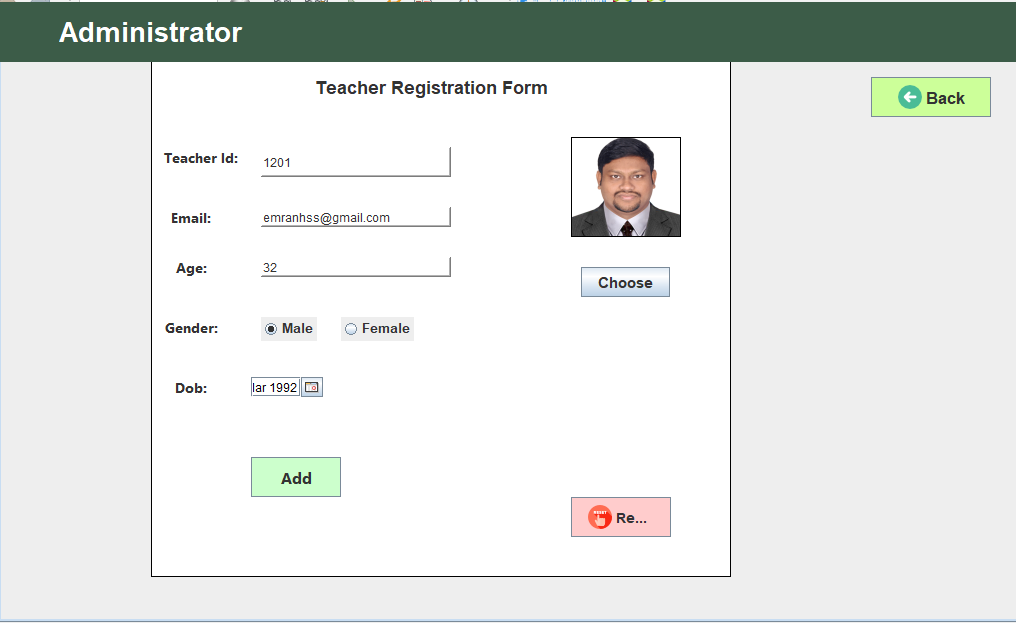 Administrator
Teacher Registration Form
Back
Teacher Id:
1201
Email:
emranhss@gmail.com
Age:
32
Choose
Gender:
Male
Female
Dob:
lar 1992
Add
RESET
Re...